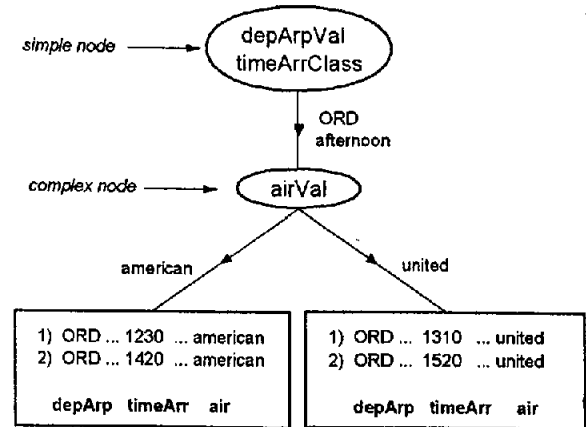 simple node
depArpVal
timeArrClass
ORD
afternoon
complex node
airVal
american
united
1) ORD ... 1230 ... american
2) ORD ... 1420 ... american
depArp timeArr air
1) ORD ... 1310 ... united
2) ORD ... 1520 ... united
depArp timeArr air